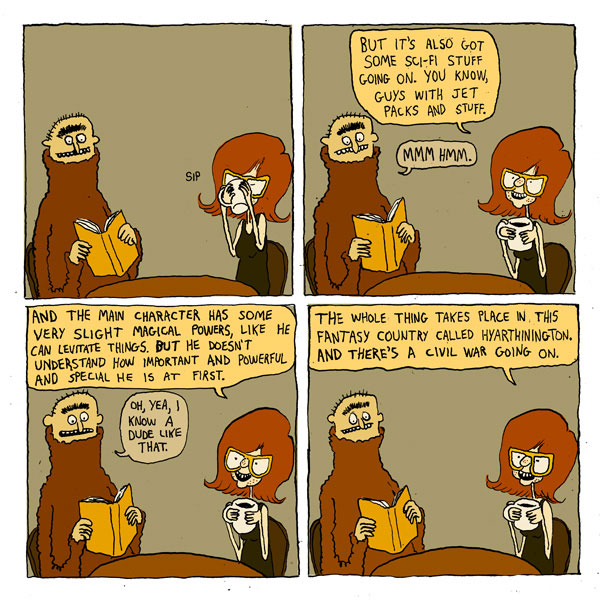 SIP
BUT IT'S ALSO GOT
SOME SCI-FI STUFF
GOING ON. YOU KNOW,
GUYS WITH JET
PACKS AND STUFF.
MMM HMM.
AND THE MAIN CHARACTER HAS SOME
VERY SLIGHT MAGICAL POWERS, LIKE HE
CAN LEVITATE THINGS. BUT HE DOESN'T
UNDERSTAND HOW IMPORTANT AND POWERFUL
AND SPECIAL HE IS AT FIRST.
OH, YEA, I
KNOW A
DUDE LIKE
THAT.
THE WHOLE THING TAKES PLACE IN THIS
FANTASY COUNTRY CALLED HYARTHININGTON.
AND THERE'S A CIVIL WAR GOING ON.